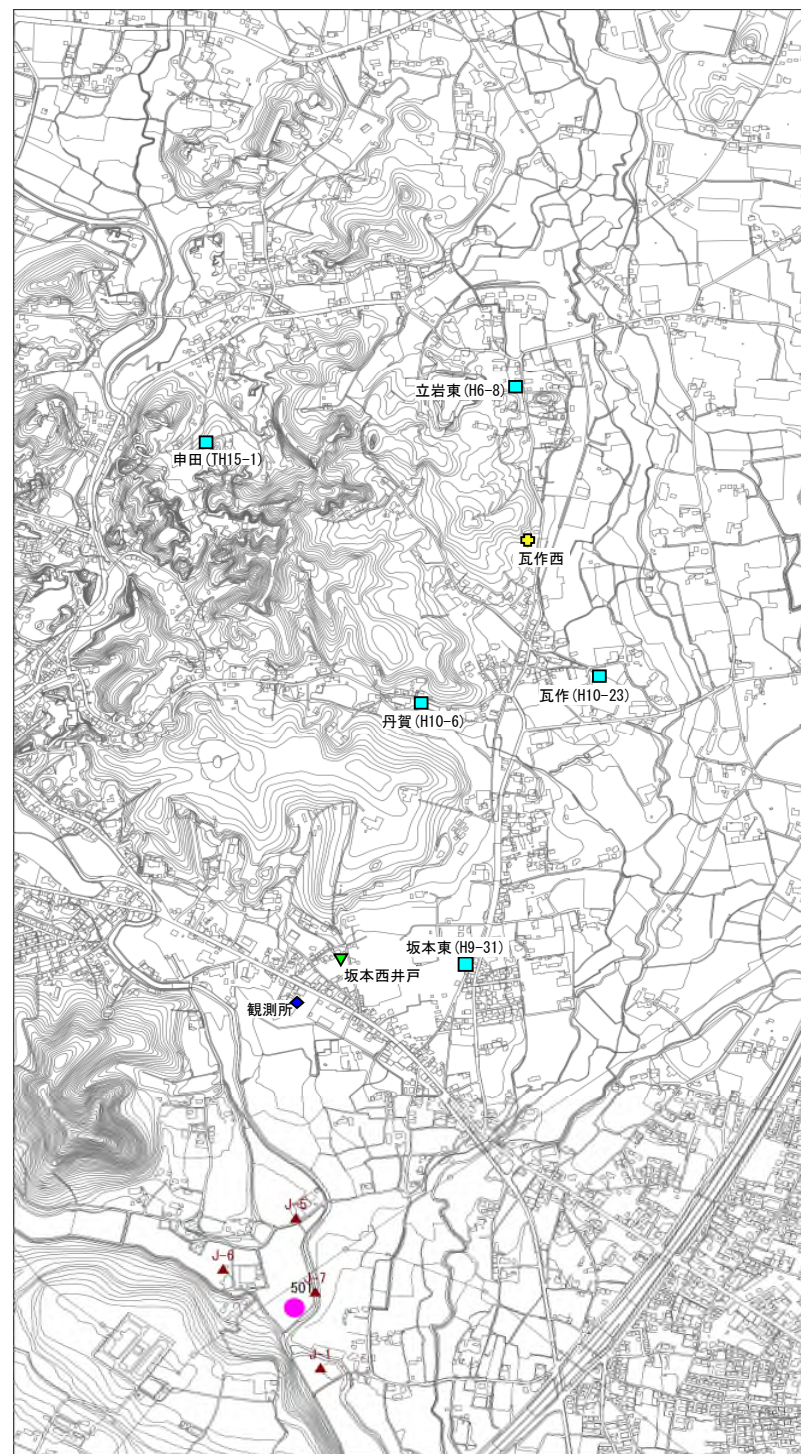 立岩東(H6-8)
申田(TH15-1)
瓦作西
瓦作(H10-23)
丹賀(H10-6)
坂本東(H9-31)
坂本西井戸
観測所
J-5
J-6
J-7
501
J-1